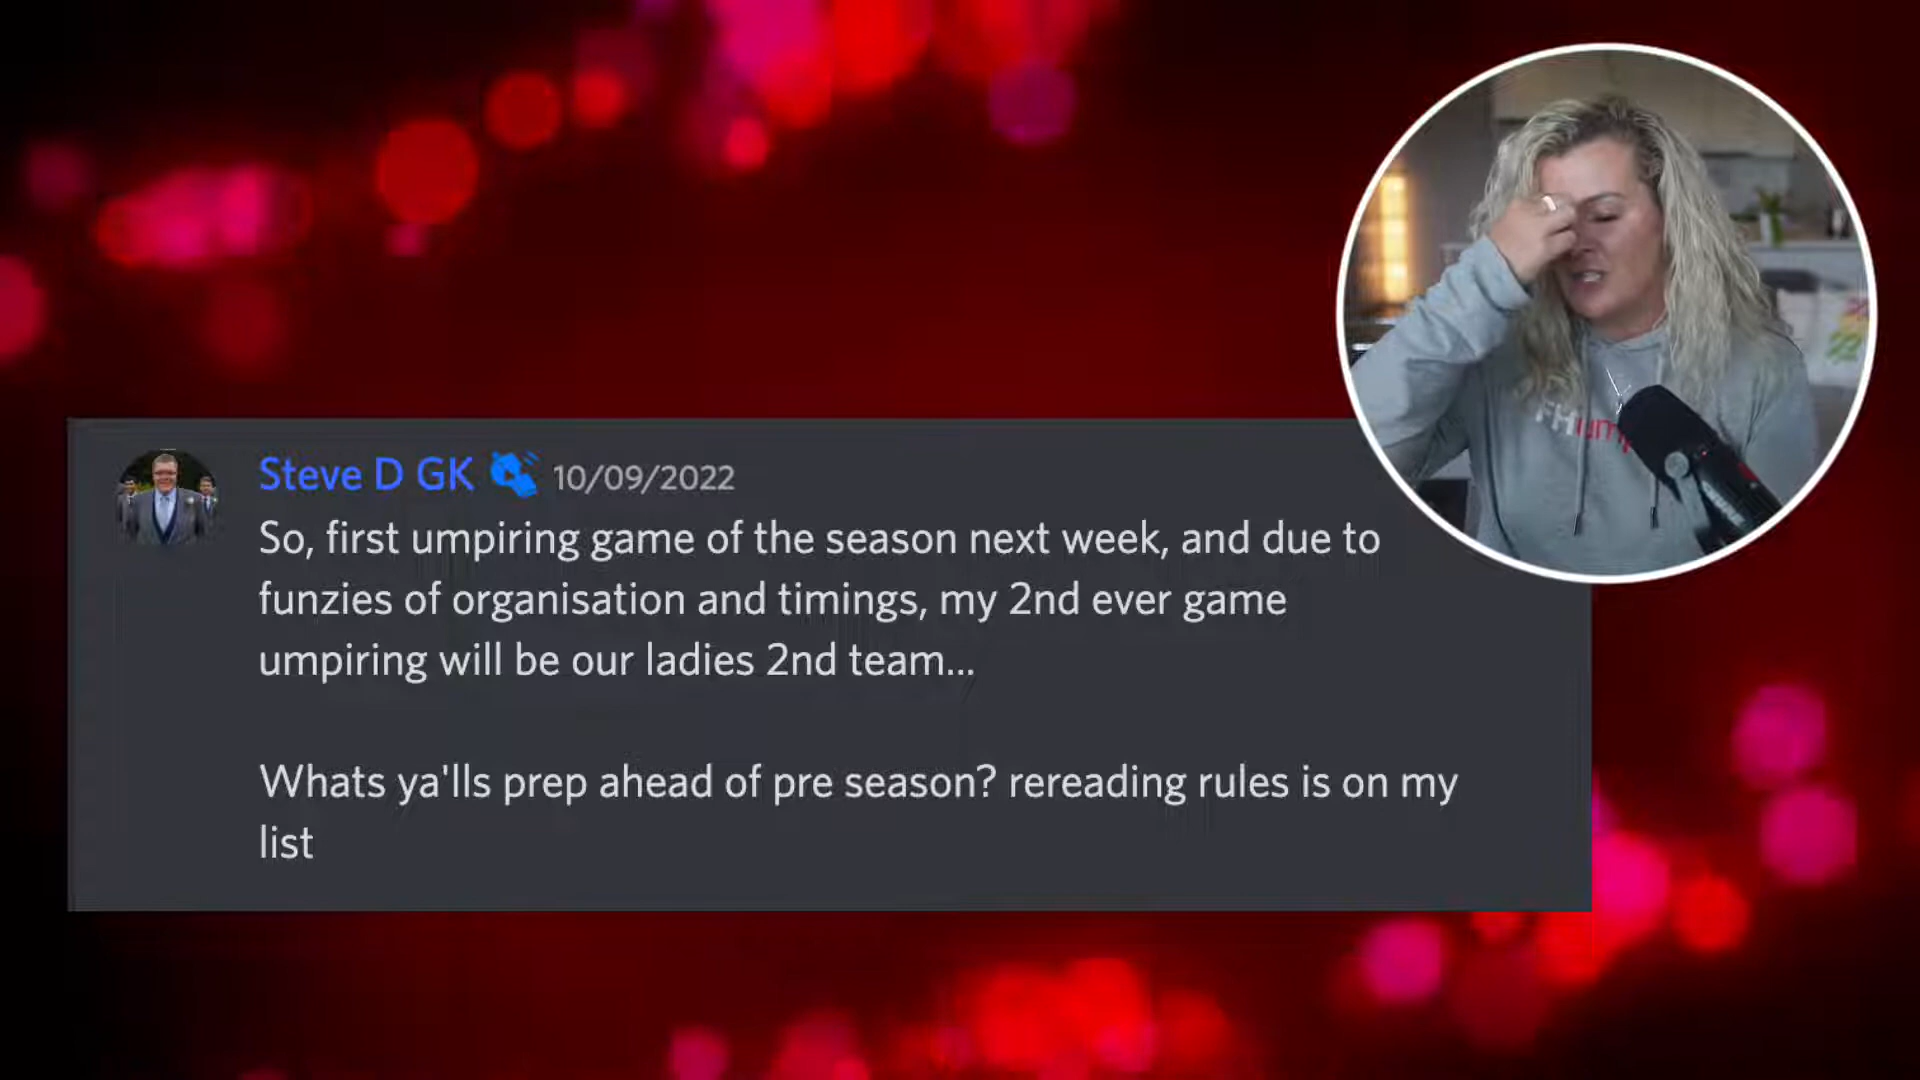 Steve D GK 10/09/2022
So, first umpiring game of the season next week, and due to
funzies of organisation and timings, my 2nd ever game
umpiring will be our ladies 2nd team...
Whats ya'lls prep ahead of pre season? rereading rules is on my
list